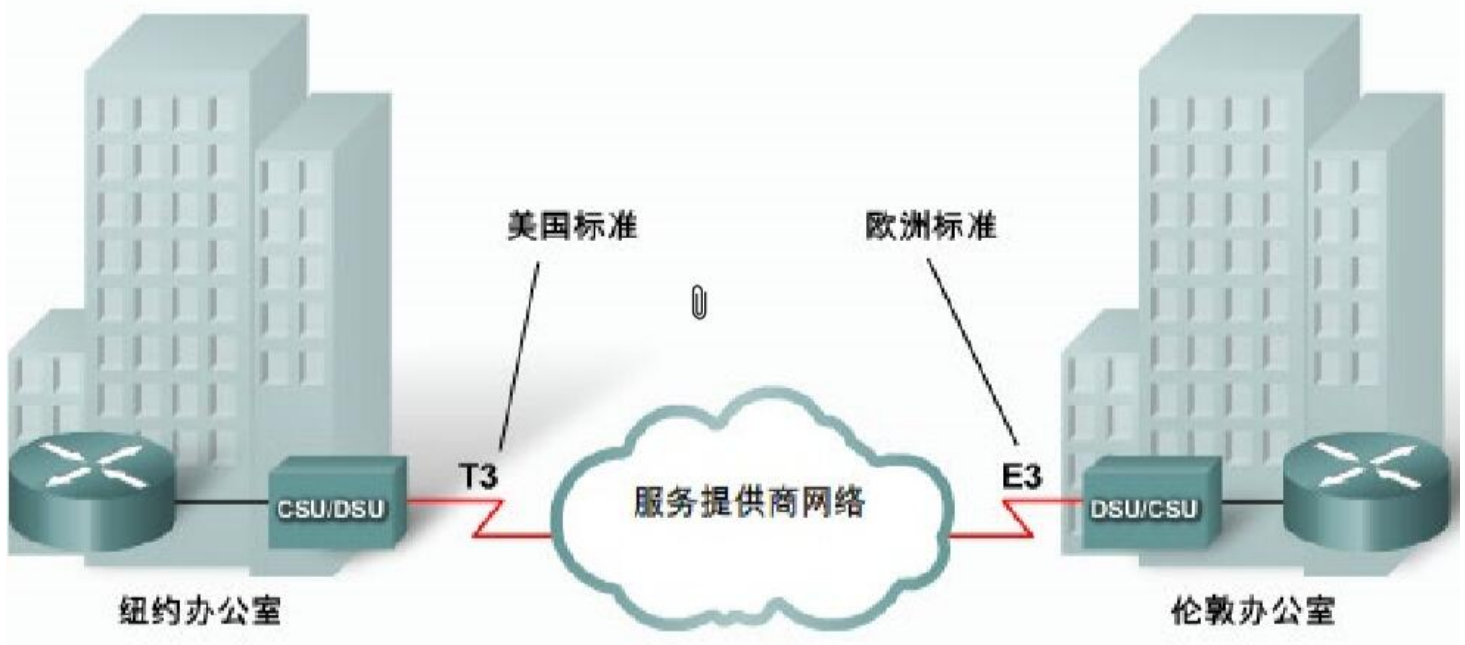 美国标准
欧洲标准
T3
E3
服务提供商网络
CSU/DSU
DSU/CSU
纽约办公室
伦敦办公室